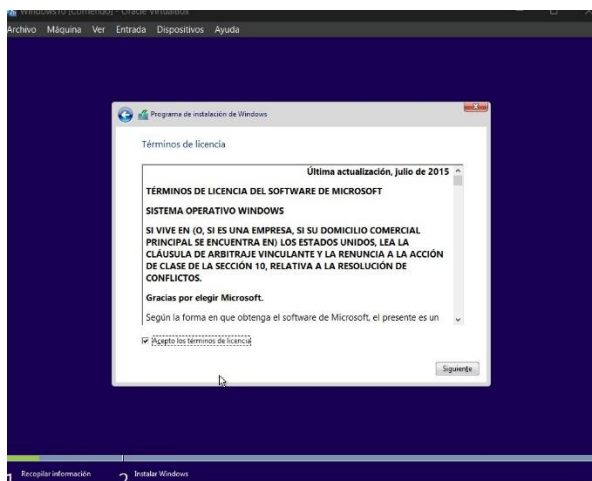 Windows10 [Corriendo] - Oracle VirtualBox
Archivo Máquina Ver Entrada Dispositivos Ayuda
Programa de instalación de Windows
Términos de licencia
Última actualización, julio de 2015
TÉRMINOS DE LICENCIA DEL SOFTWARE DE MICROSOFT
SISTEMA OPERATIVO WINDOWS
SI VIVE EN (O, SI ES UNA EMPRESA, SI SU DOMICILIO COMERCIAL
PRINCIPAL SE ENCUENTRA EN) LOS ESTADOS UNIDOS, LEA LA
CLÁUSULA DE ARBITRAJE VINCULANTE Y LA RENUNCIA A LA ACCIÓN
DE CLASE DE LA SECCIÓN 10, RELATIVA A LA RESOLUCIÓN DE
CONFLICTOS.
Gracias por elegir Microsoft.
Según la forma en que obtenga el software de Microsoft, el presente es un
Acepto los términos de licencia
Siguiente
1 Recopilar información 2 Instalar Windows